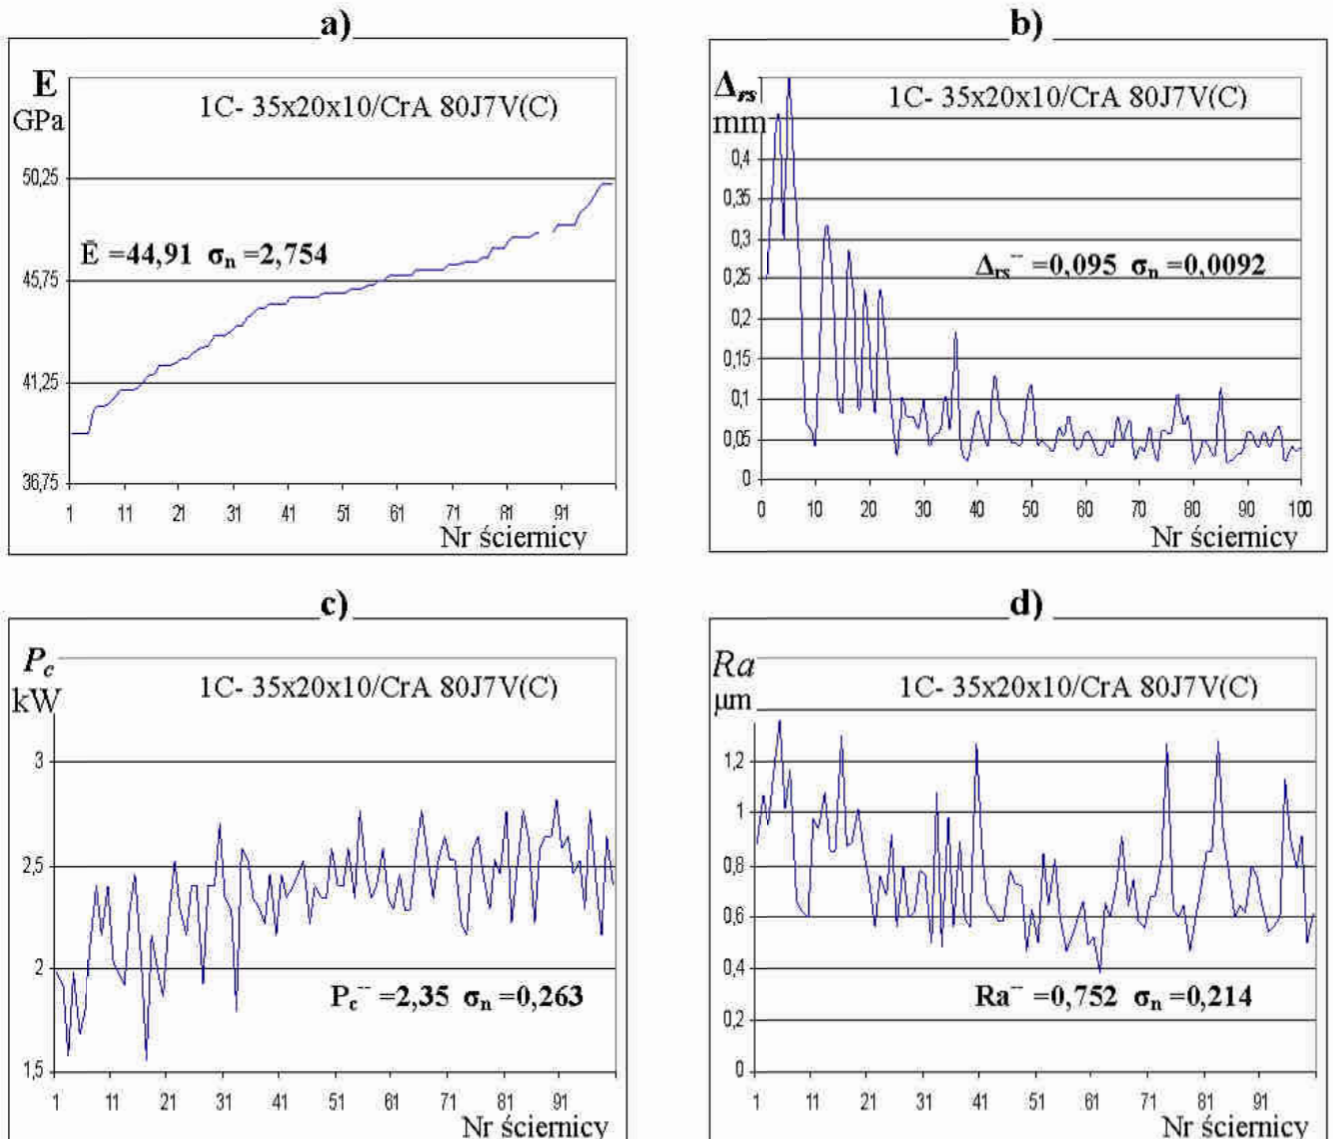 a)
E
GPa
1C- 35x20x10/CrA 80J7V(C)
50,25
Ē =44,91 σn =2,754
45,75
41,25
36,75
1 11 21 31 41 51 61 71 81 91
Nr ściernicy
b)
Δrs
mm
1C- 35x20x10/CrA 80J7V(C)
0,4
0,35
0,3
Δrs¯ =0,095 σn =0,0092
0,25
0,2
0,15
0,1
0,05
0
0 10 20 30 40 50 60 70 80 90 100
Nr ściernicy
c)
Pc
kW
1C- 35x20x10/CrA 80J7V(C)
3
2,5
2
Pc¯ =2,35 σn =0,263
1,5
1 11 21 31 41 51 61 71 81 91
Nr ściernicy
d)
Ra
µm
1C- 35x20x10/CrA 80J7V(C)
1,2
1
0,8
0,6
0,4
Ra¯ =0,752 σn =0,214
0,2
0
1 11 21 31 41 51 61 71 81 91
Nr ściernicy